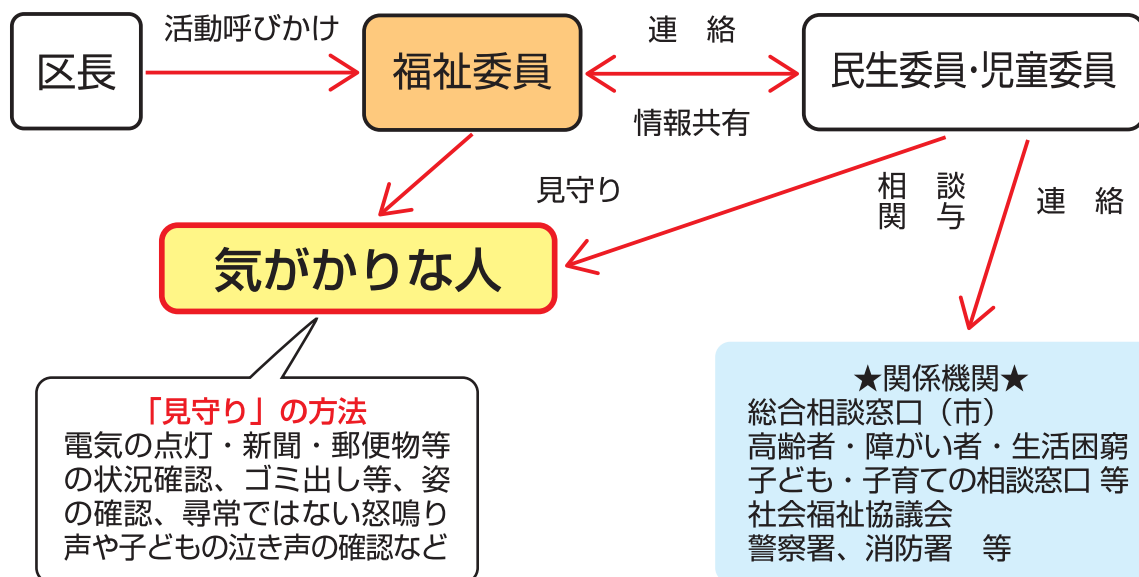 活動呼びかけ
区長
福祉委員
連　絡
情報共有
民生委員・児童委員
見守り
相　談
関　与
連　絡
気がかりな人
「見守り」の方法
電気の点灯・新聞・郵便物等
の状況確認、ゴミ出し等、姿
の確認、尋常ではない怒鳴り
声や子どもの泣き声の確認など
★関係機関★
総合相談窓口（市）
高齢者・障がい者・生活困窮
子ども・子育ての相談窓口 等
社会福祉協議会
警察署、消防署　等